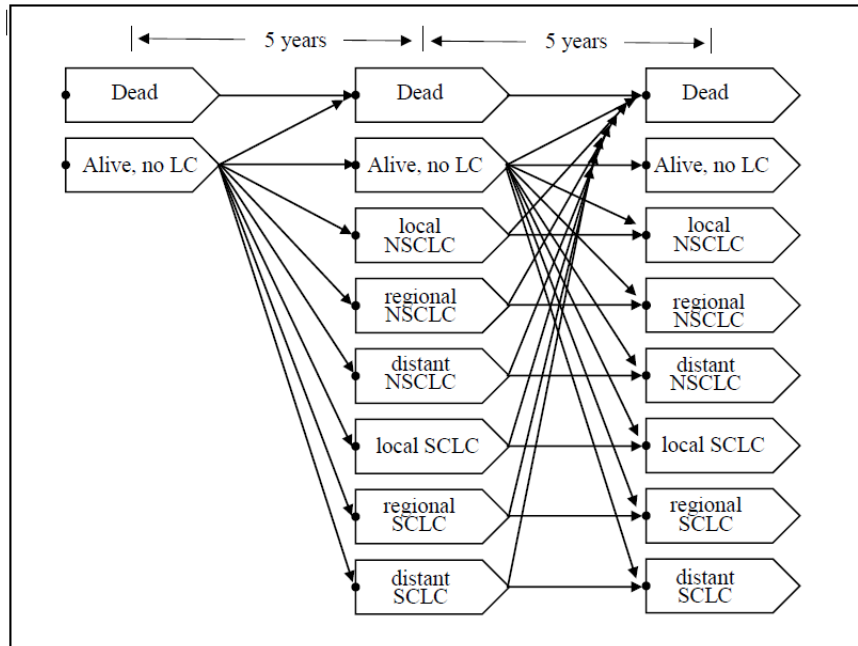 5 years 5 years
Dead Dead Dead
Alive, no LC Alive, no LC Alive, no LC
local local
NSCLC NSCLC
regional regional
NSCLC NSCLC
distant distant
NSCLC NSCLC
local SCLC local SCLC
regional regional
SCLC SCLC
distant distant
SCLC SCLC